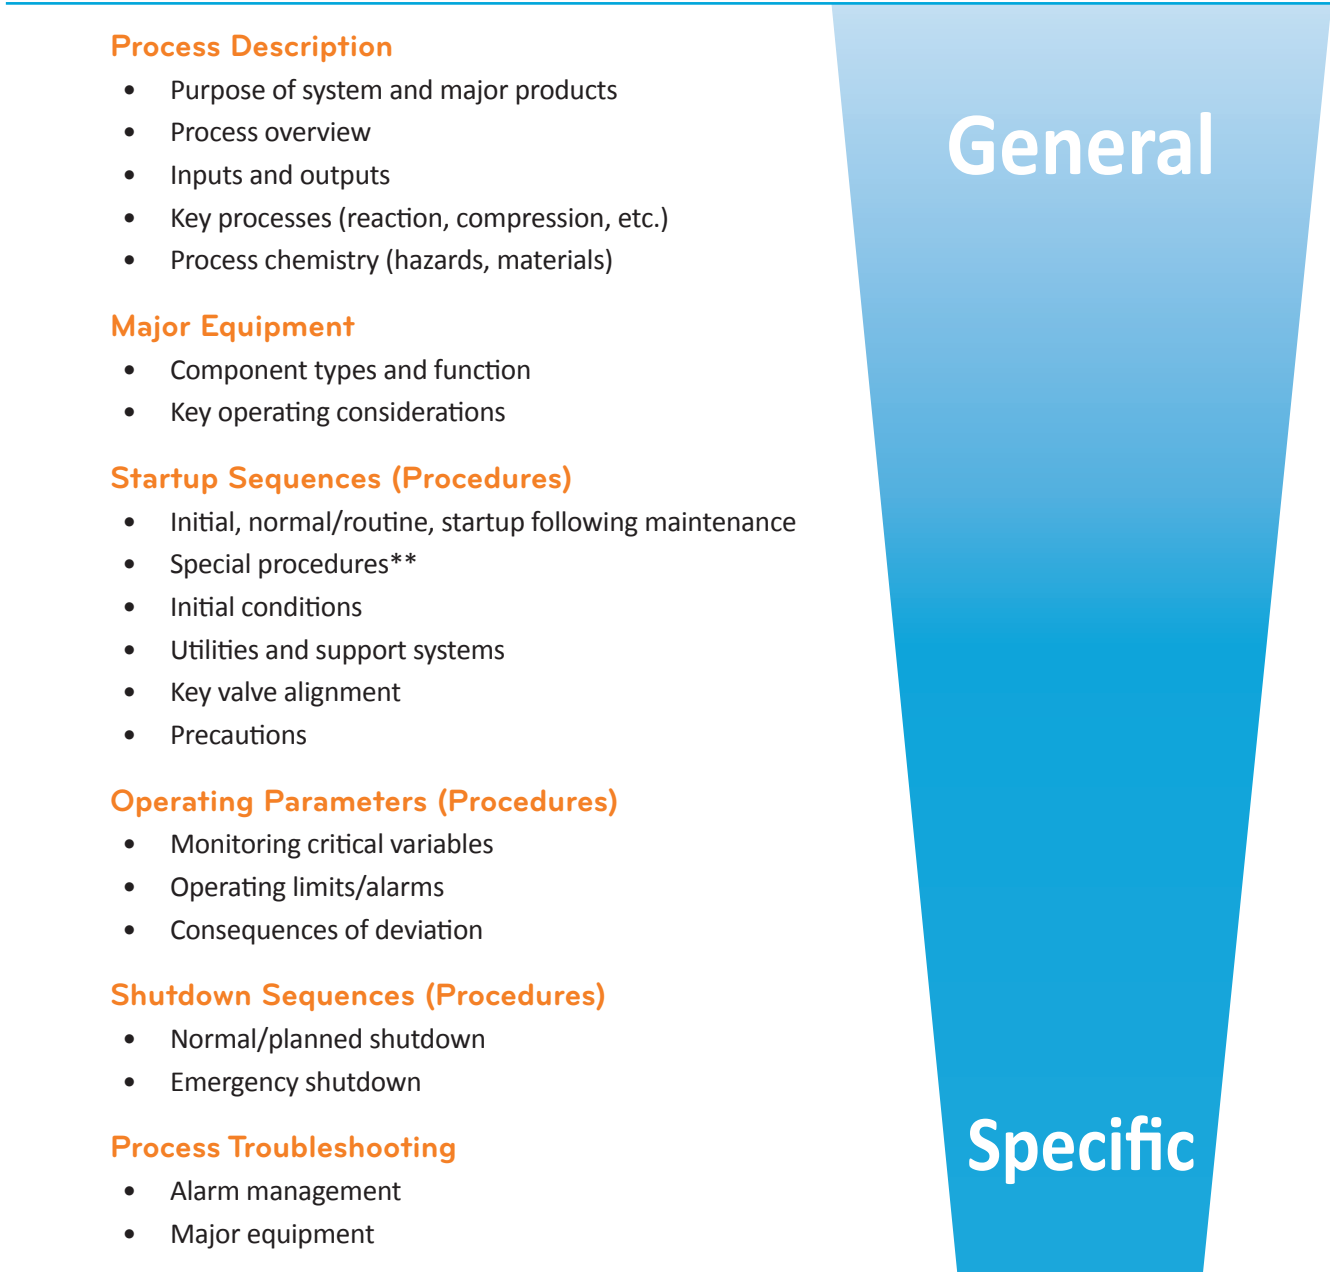 Process Description
• Purpose of system and major products
• Process overview
• Inputs and outputs
• Key processes (reaction, compression, etc.)
• Process chemistry (hazards, materials)
Major Equipment
• Component types and function
• Key operating considerations
Startup Sequences (Procedures)
• Initial, normal/routine, startup following maintenance
• Special procedures**
• Initial conditions
• Utilities and support systems
• Key valve alignment
• Precautions
Operating Parameters (Procedures)
• Monitoring critical variables
• Operating limits/alarms
• Consequences of deviation
Shutdown Sequences (Procedures)
• Normal/planned shutdown
• Emergency shutdown
Process Troubleshooting
• Alarm management
• Major equipment
General
Specific